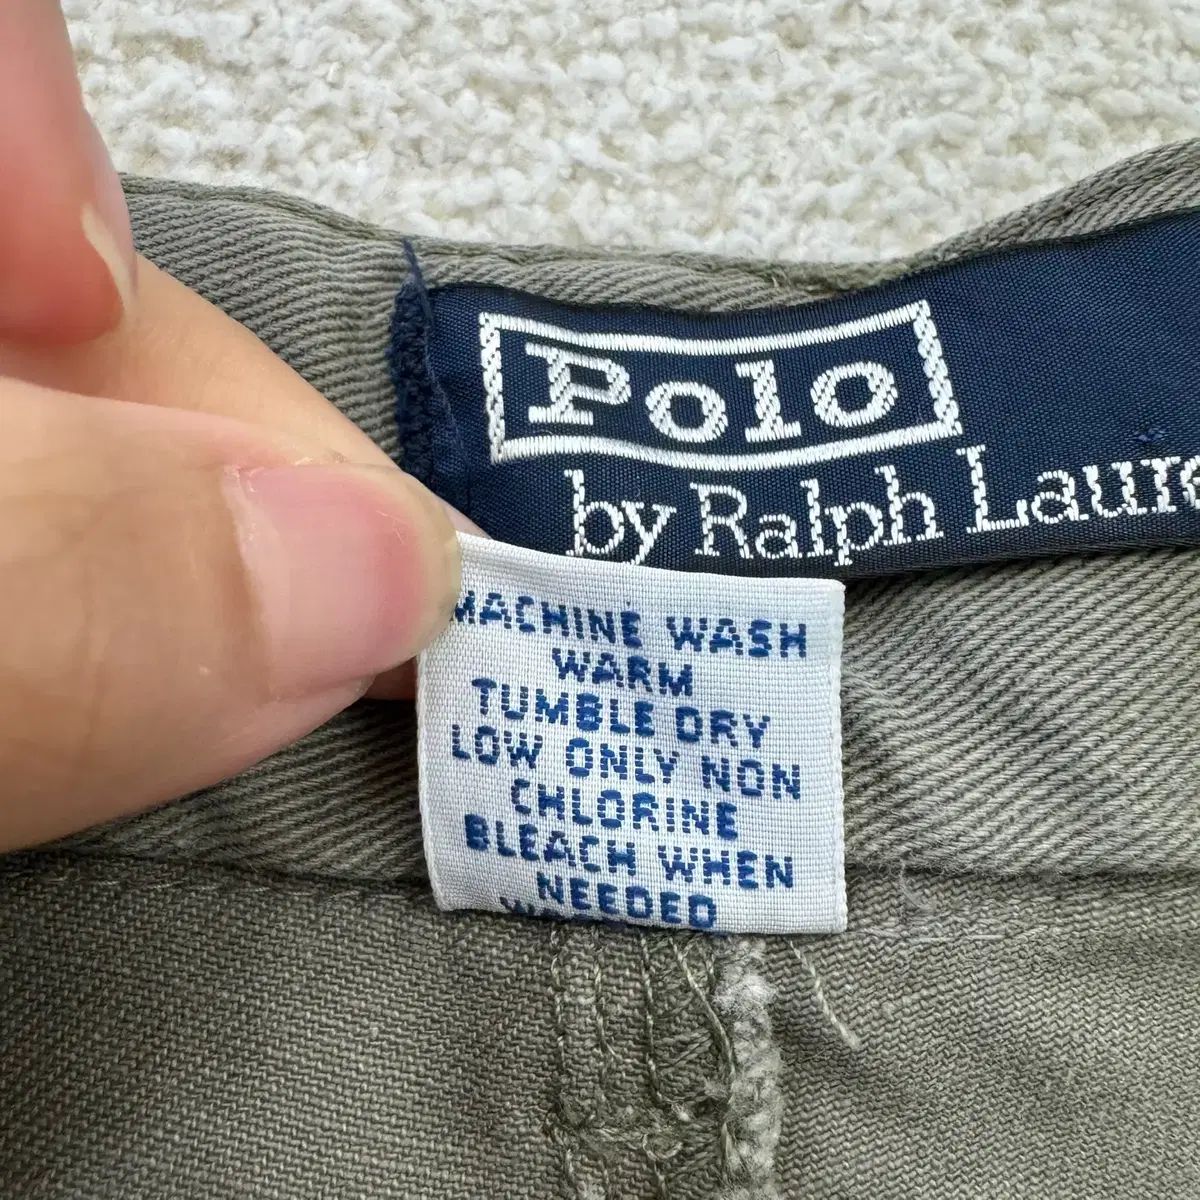 Polo
by Ralph Laure
MACHINE WASH
WARM
TUMBLE DRY
LOW ONLY NON
CHLORINE
BLEACH WHEN
NEEDED